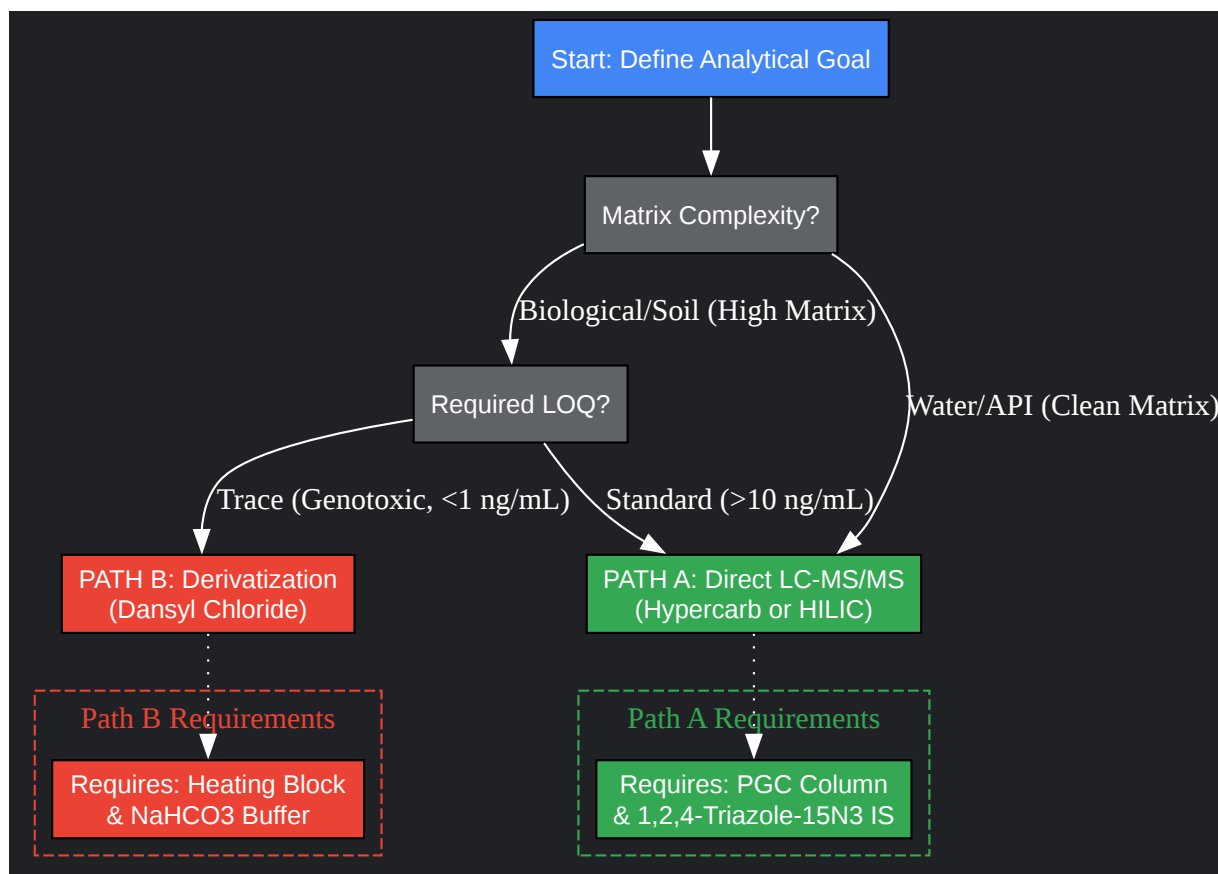 Start: Define Analytical Goal
Matrix Complexity?
Biological/Soil (High Matrix)
Required LOQ?
Water/API (Clean Matrix)
Trace (Genotoxic, <1 ng/mL)
Standard (>10 ng/mL)
PATH B: Derivatization
(Dansyl Chloride)
PATH A: Direct LC-MS/MS
(Hypercarb or HILIC)
Path B Requirements
Path A Requirements
Requires: Heating Block
& NaHCO3 Buffer
Requires: PGC Column
& 1,2,4-Triazole-15N3 IS